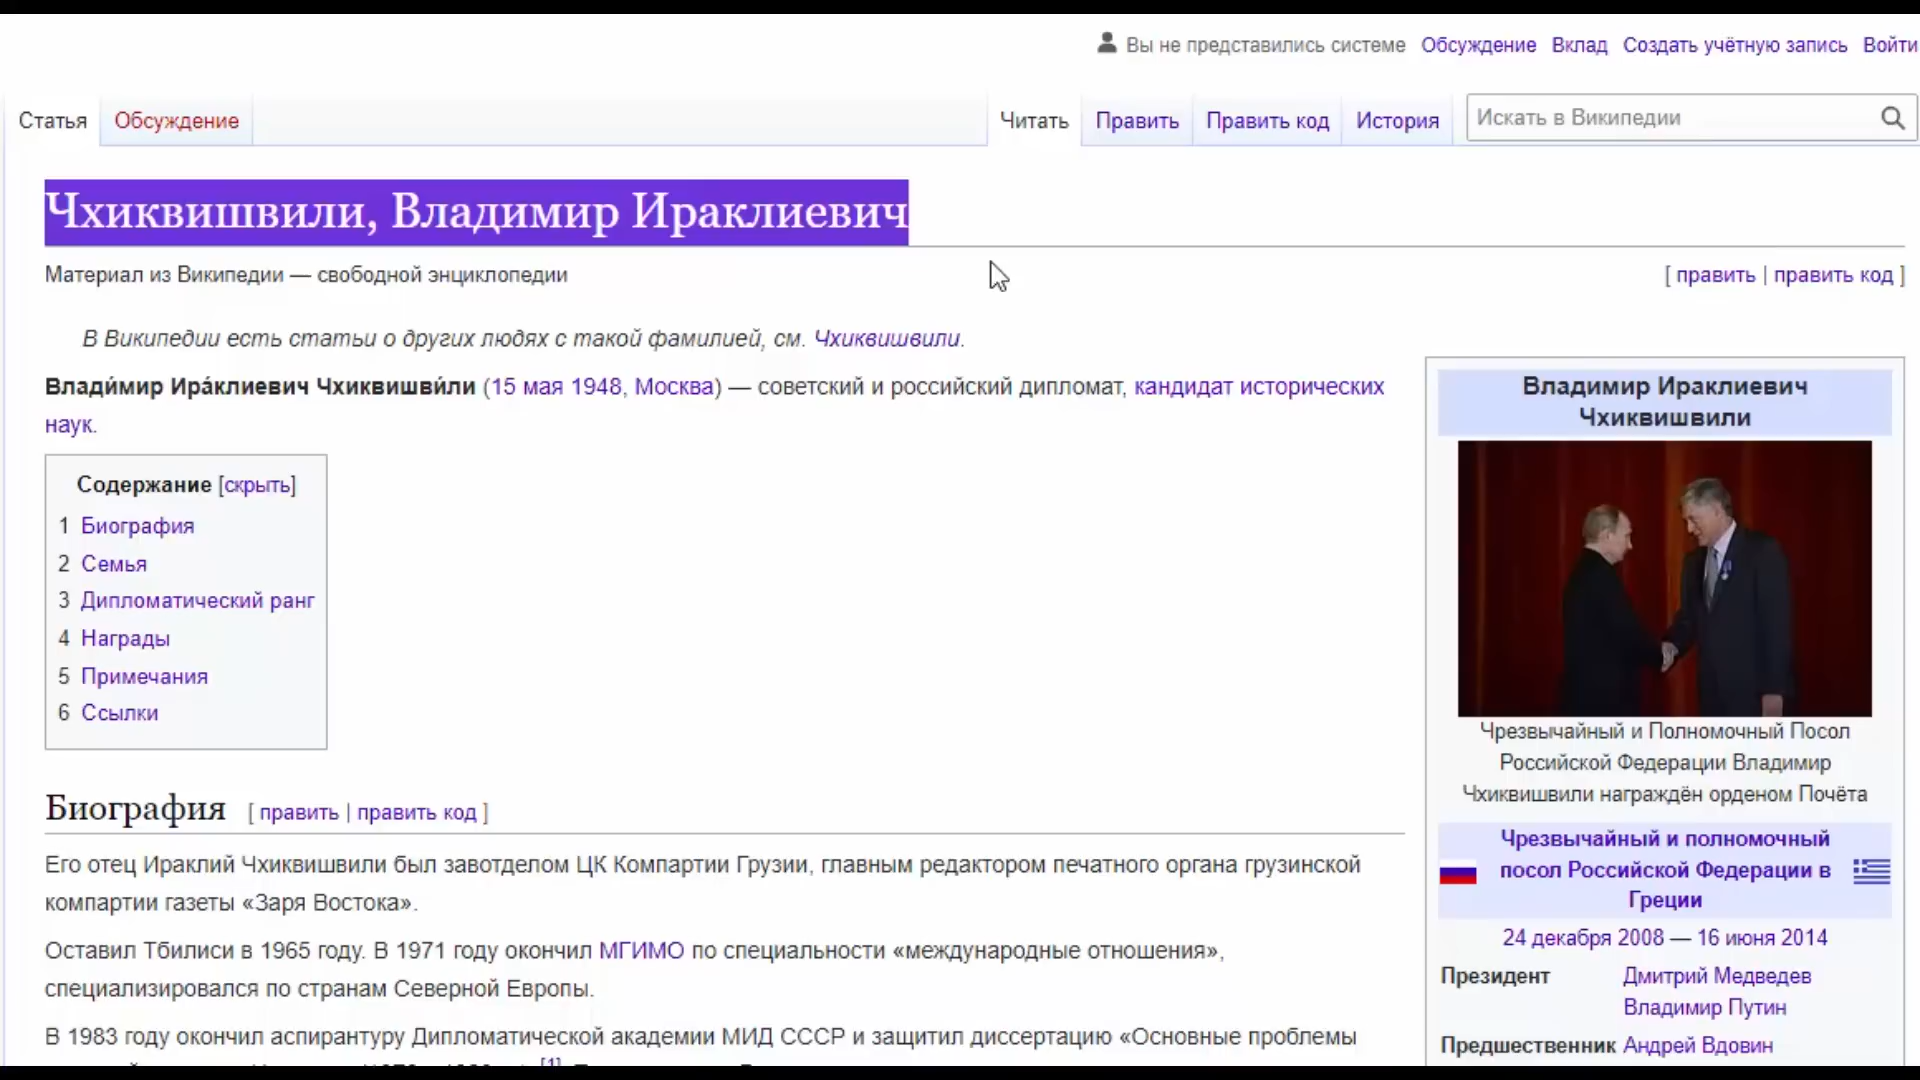 Вы не представились системе Обсуждение Вклад Создать учётную запись Войти
Статья Обсуждение Читать Править Править код История Искать в Википедии
Чхиквишвили, Владимир Ираклиевич
Материал из Википедии — свободной энциклопедии [ править | править код ]
В Википедии есть статьи о других людях с такой фамилией, см. Чхиквишвили.
Влади́мир Ира́клиевич Чхиквишви́ли (15 мая 1948, Москва) — советский и российский дипломат, кандидат исторических
наук.
Содержание [скрыть]
1 Биография
2 Семья
3 Дипломатический ранг
4 Награды
5 Примечания
6 Ссылки
Биография [ править | править код ]
Его отец Ираклий Чхиквишвили был завотделом ЦК Компартии Грузии, главным редактором печатного органа грузинской
компартии газеты «Заря Востока».
Оставил Тбилиси в 1965 году. В 1971 году окончил МГИМО по специальности «международные отношения»,
специализировался по странам Северной Европы.
В 1983 году окончил аспирантуру Дипломатической академии МИД СССР и защитил диссертацию «Основные проблемы
[1]
Владимир Ираклиевич
Чхиквишвили
Чрезвычайный и Полномочный Посол
Российской Федерации Владимир
Чхиквишвили награждён орденом Почёта
Чрезвычайный и полномочный
посол Российской Федерации в
Греции
24 декабря 2008 — 16 июня 2014
Президент Дмитрий Медведев
Владимир Путин
Предшественник Андрей Вдовин